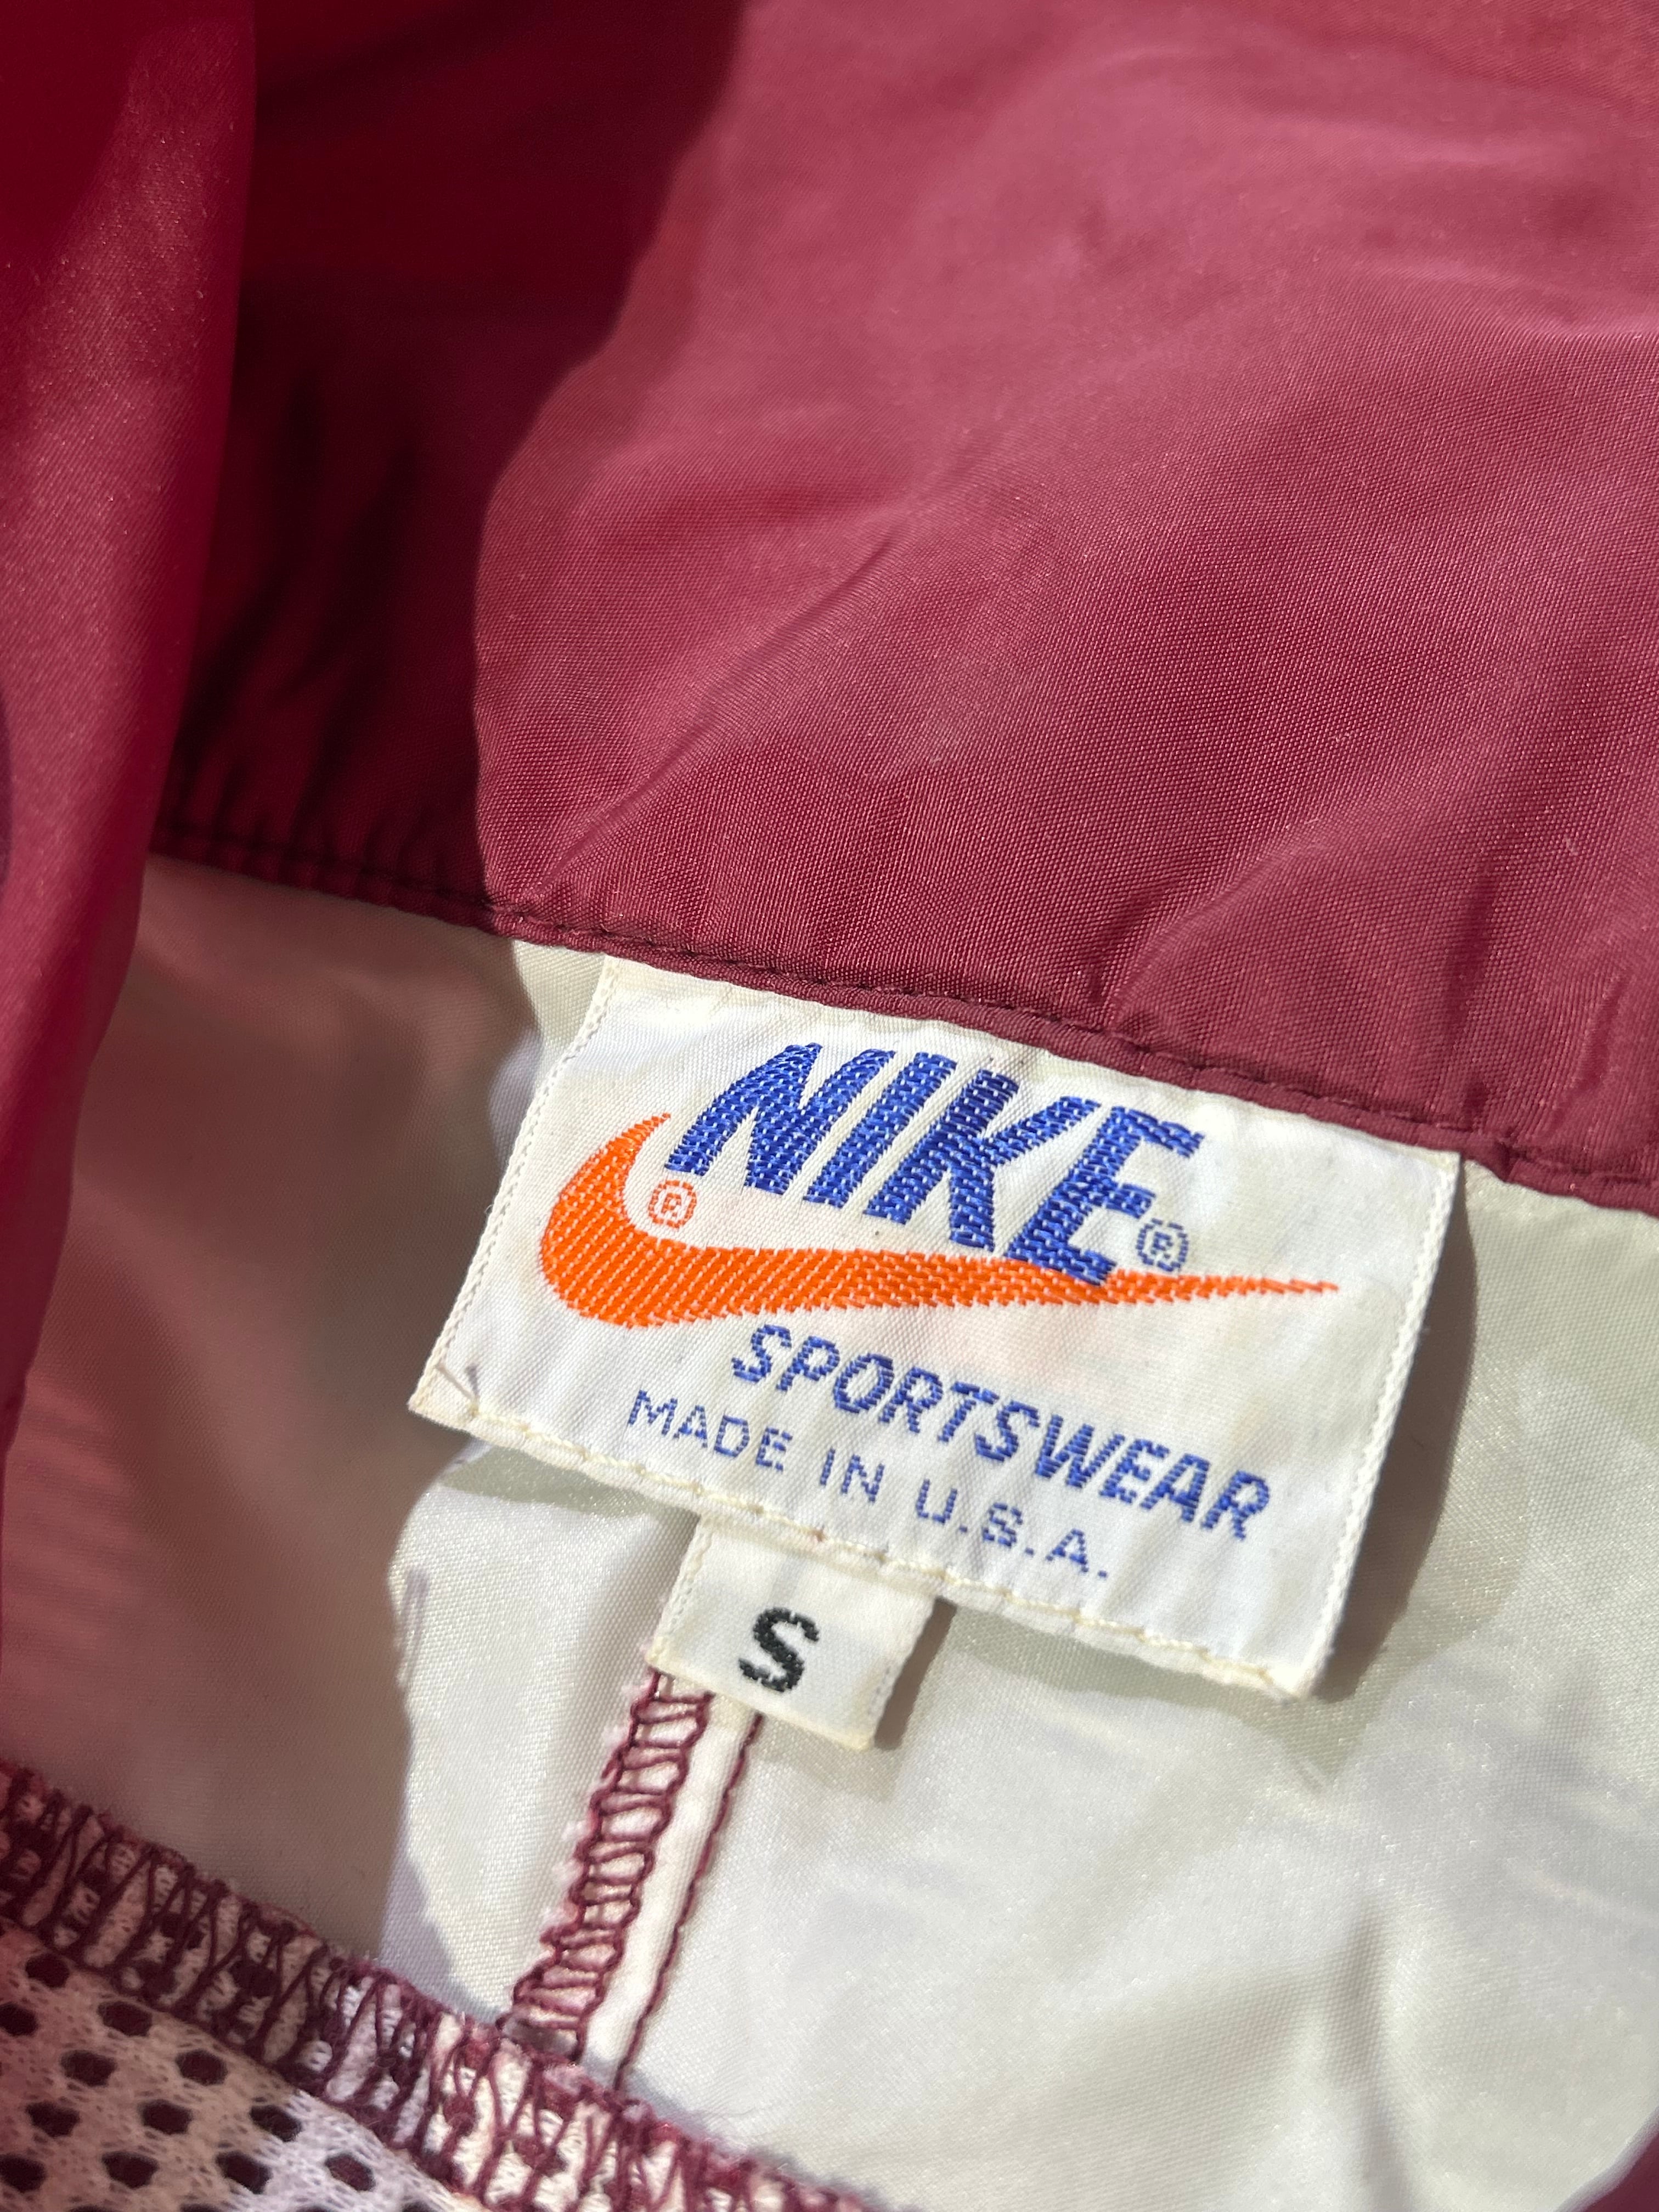 NIKE®
®
SPORTSWEAR
MADE IN U.S.A.
S